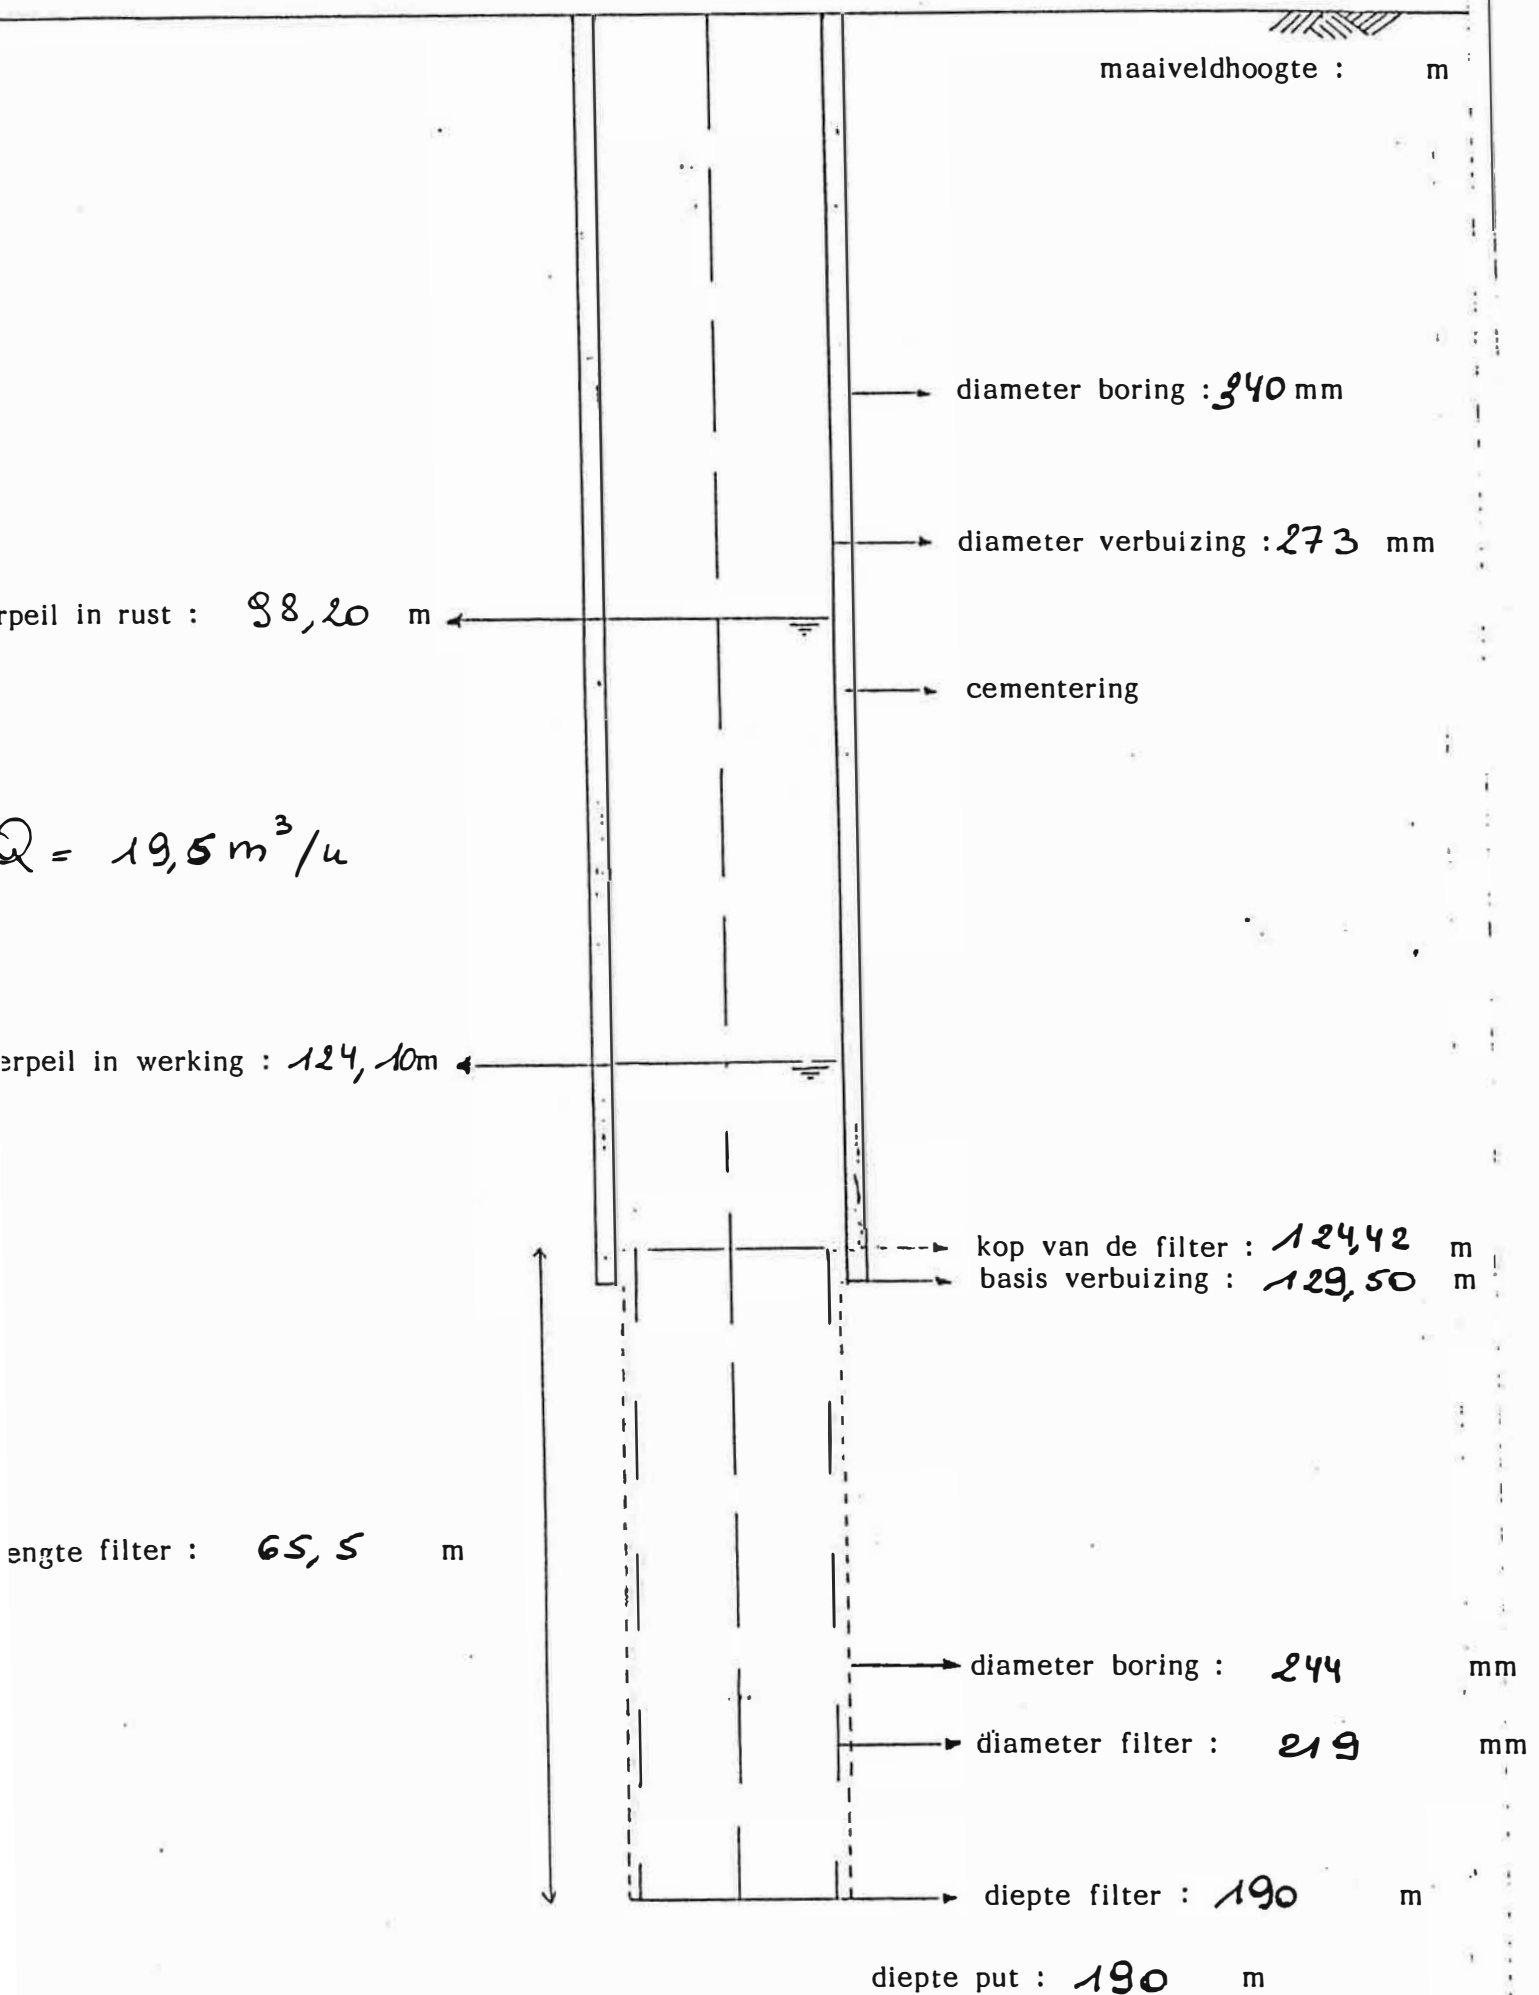 maaiveldhoogte : m
diameter boring : 340 mm
diameter verbuizing : 273 mm
rpeil in rust : 98,20 m
cementering
Q = 19,5 m³/u
erpeil in werking : 124,10m
kop van de filter : 124,42 m
basis verbuizing : 129,50 m
engte filter : 65,5 m
diameter boring : 244 mm
diameter filter : 219 mm
diepte filter : 190 m
diepte put : 190 m